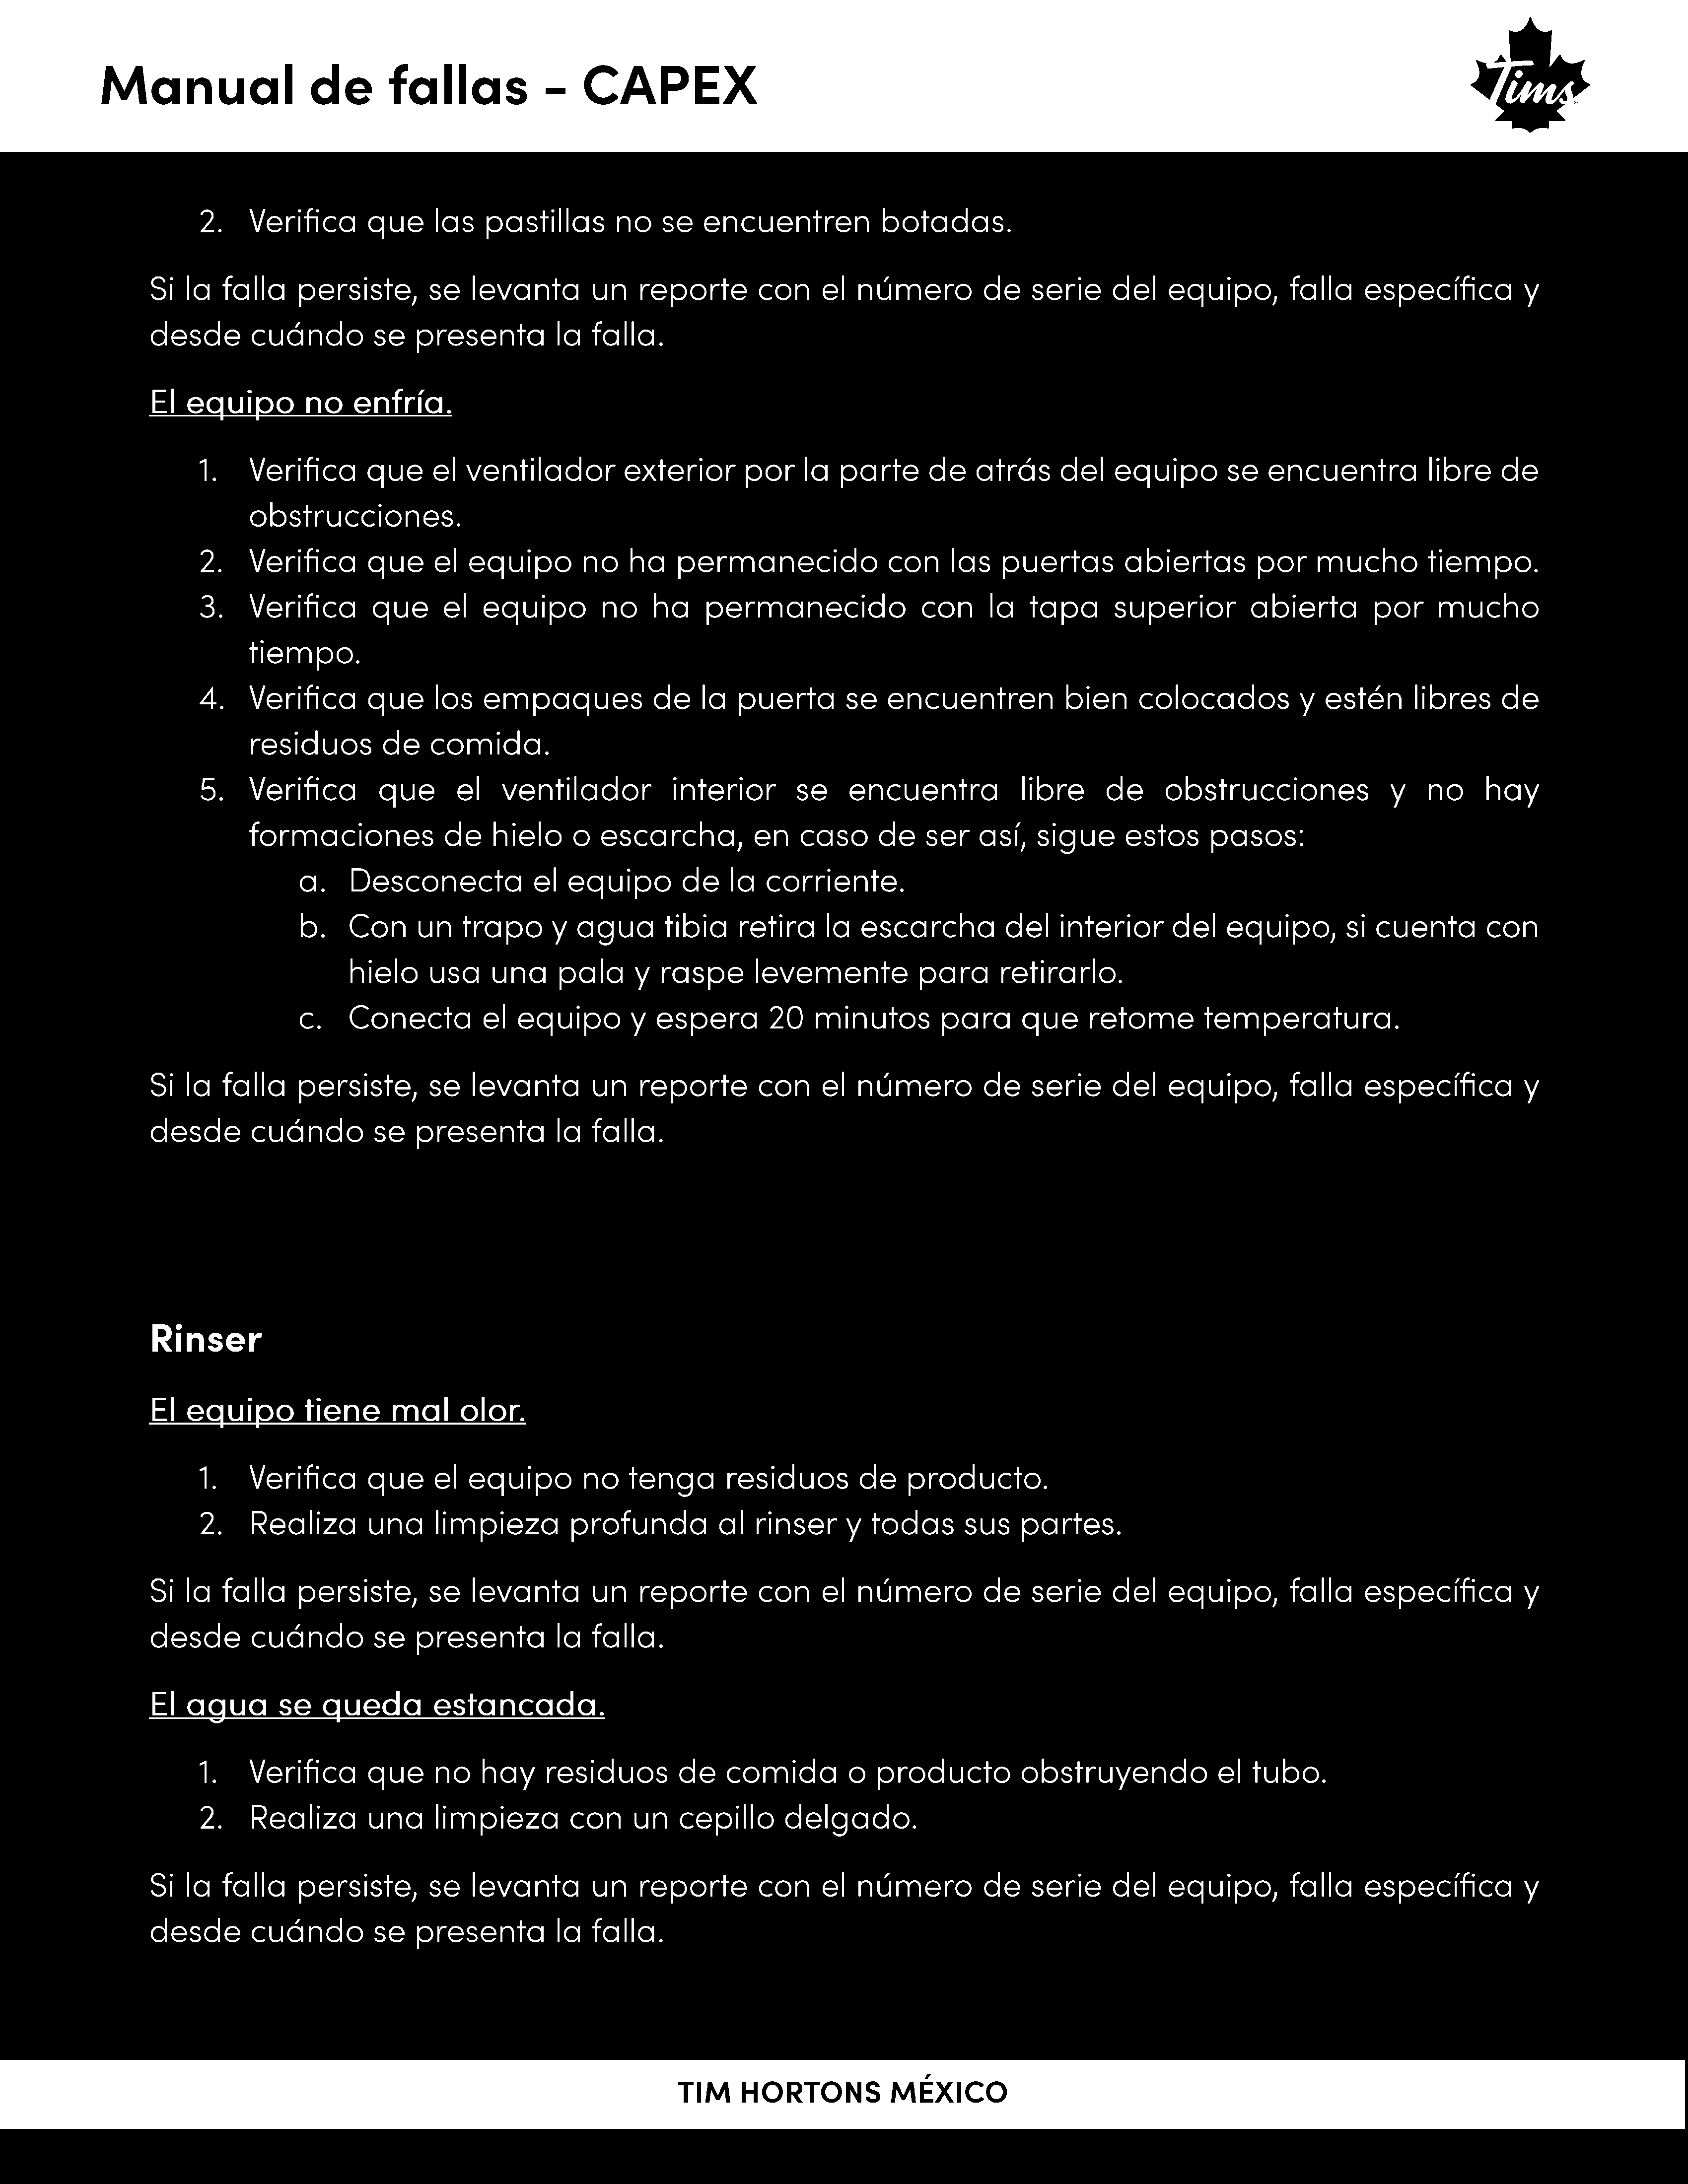 Manual de fallas - CAPEX
Tims
2. Verifica que las pastillas no se encuentren botadas.
Si la falla persiste, se levanta un reporte con el número de serie del equipo, falla específica y
desde cuándo se presenta la falla.
El equipo no enfría.
1. Verifica que el ventilador exterior por la parte de atrás del equipo se encuentra libre de
obstrucciones.
2. Verifica que el equipo no ha permanecido con las puertas abiertas por mucho tiempo.
3. Verifica que el equipo no ha permanecido con la tapa superior abierta por mucho
tiempo.
4. Verifica que los empaques de la puerta se encuentren bien colocados y estén libres de
residuos de comida.
5. Verifica que el ventilador interior se encuentra libre de obstrucciones y no hay
formaciones de hielo o escarcha, en caso de ser así, sigue estos pasos:
a. Desconecta el equipo de la corriente.
b. Con un trapo y agua tibia retira la escarcha del interior del equipo, si cuenta con
hielo usa una pala y raspe levemente para retirarlo.
c. Conecta el equipo y espera 20 minutos para que retome temperatura.
Si la falla persiste, se levanta un reporte con el número de serie del equipo, falla específica y
desde cuándo se presenta la falla.
Rinser
El equipo tiene mal olor.
1. Verifica que el equipo no tenga residuos de producto.
2. Realiza una limpieza profunda al rinser y todas sus partes.
Si la falla persiste, se levanta un reporte con el número de serie del equipo, falla específica y
desde cuándo se presenta la falla.
El agua se queda estancada.
1. Verifica que no hay residuos de comida o producto obstruyendo el tubo.
2. Realiza una limpieza con un cepillo delgado.
Si la falla persiste, se levanta un reporte con el número de serie del equipo, falla específica y
desde cuándo se presenta la falla.
TIM HORTONS MÉXICO